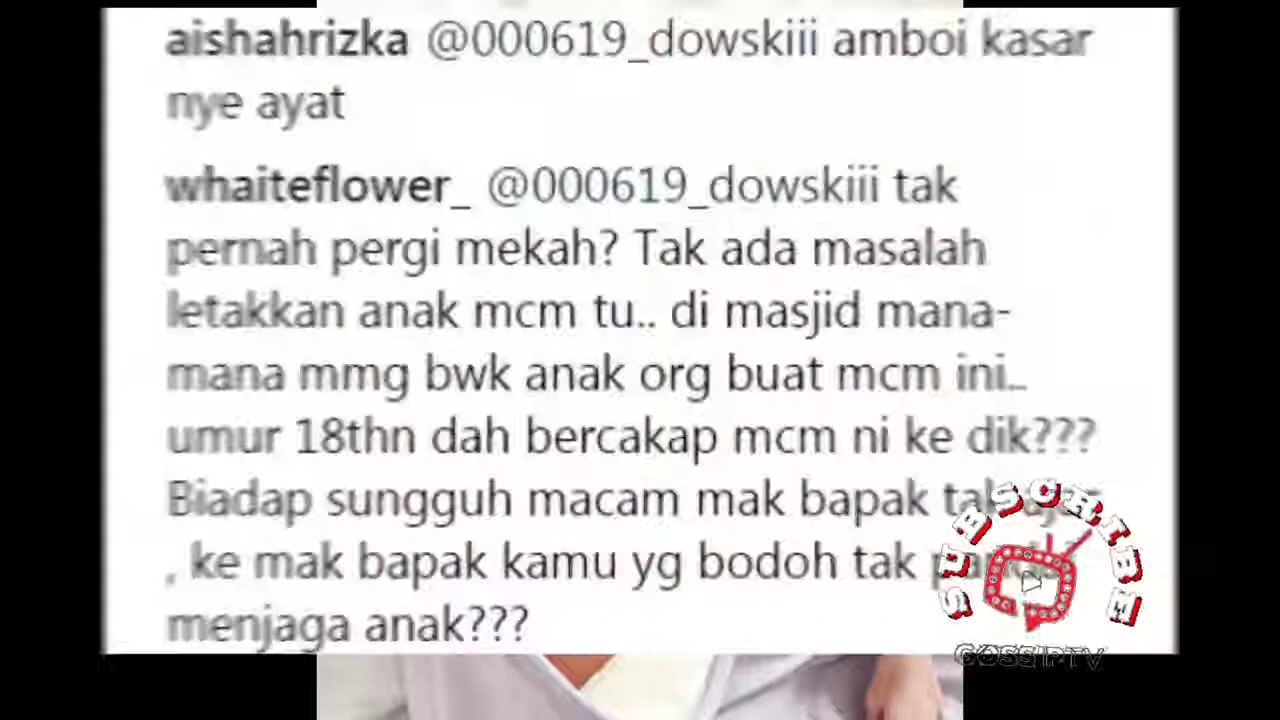 aishahrizka @000619_dowskiii amboi kasar
nye ayat
whaiteflower_ @000619_dowskiii tak
pernah pergi mekah? Tak ada masalah
letakkan anak mcm tu.. di masjid mana-
mana mmg bwk anak org buat mcm ini..
umur 18thn dah bercakap mcm ni ke dik???
Biadap sungguh macam mak bapak tak
, ke mak bapak kamu yg bodoh tak
menjaga anak???
SUBSCRIBE
GOSSIPTV